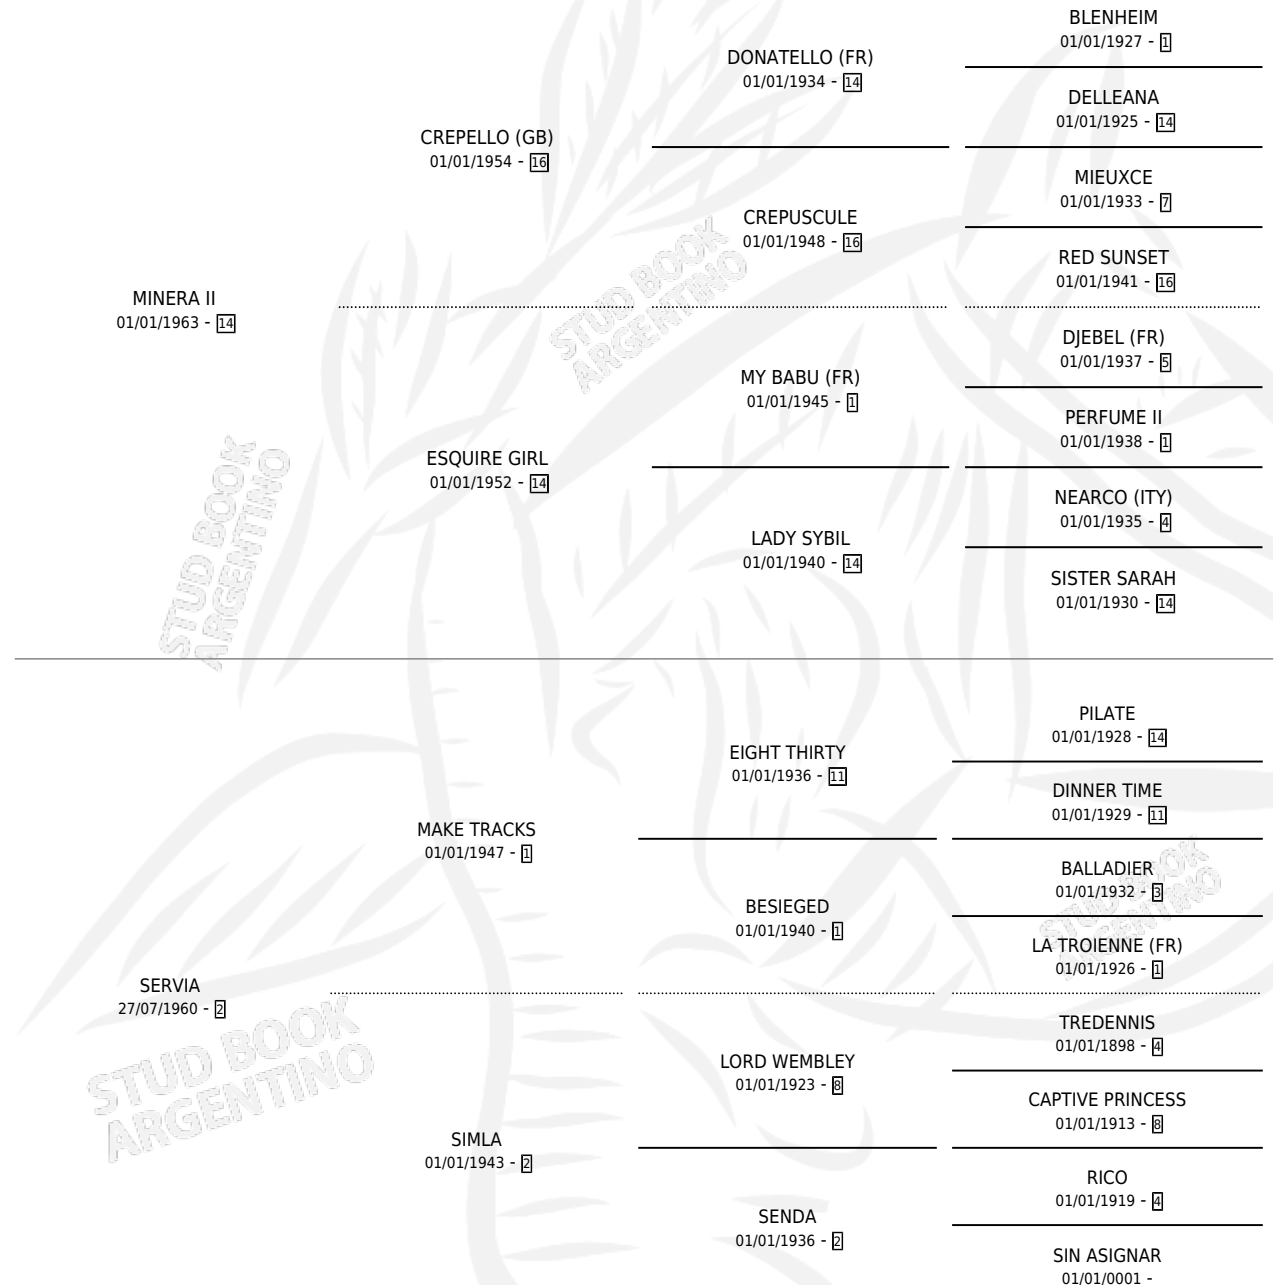 BLENHEIM
01/01/1927 - 1
DONATELLO (FR)
01/01/1934 - 14
DELLEANA
01/01/1925 - 14
CREPELLO (GB)
01/01/1954 - 16
MIEUXCE
01/01/1933 - 7
CREPUSCULE
01/01/1948 - 16
RED SUNSET
01/01/1941 - 16
MINERA II
01/01/1963 - 14
STUD BOOK
ARGENTINO
DJEBEL (FR)
01/01/1937 - 5
MY BABU (FR)
01/01/1945 - 1
PERFUME II
01/01/1938 - 1
ESQUIRE GIRL
01/01/1952 - 14
NEARCO (ITY)
01/01/1935 - 4
LADY SYBIL
01/01/1940 - 14
SISTER SARAH
01/01/1930 - 14
STUD BOOK
ARGENTINO
PILATE
01/01/1928 - 14
EIGHT THIRTY
01/01/1936 - 11
DINNER TIME
01/01/1929 - 11
MAKE TRACKS
01/01/1947 - 1
BALLADIER
01/01/1932 - 3
BESIEGED
01/01/1940 - 1
LA TROIENNE (FR)
01/01/1926 - 1
STUD BOOK
ARGENTINO
SERVIA
27/07/1960 - 2
TREDENNIS
01/01/1898 - 4
LORD WEMBLEY
01/01/1923 - 8
CAPTIVE PRINCESS
01/01/1913 - 8
STUD BOOK
ARGENTINO
SIMLA
01/01/1943 - 2
RICO
01/01/1919 - 4
SENDA
01/01/1936 - 2
SIN ASIGNAR
01/01/0001 -